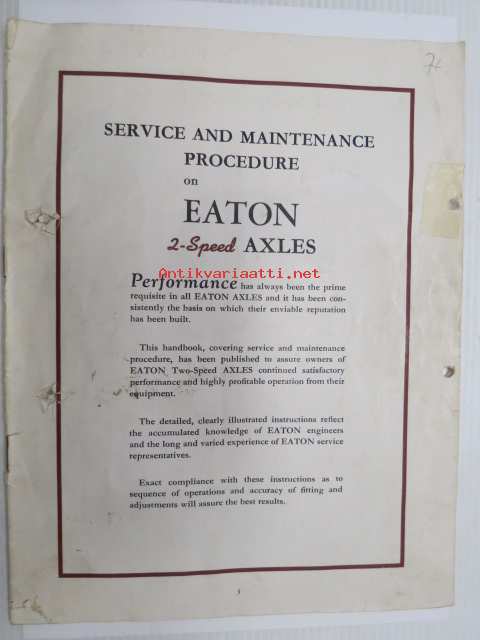 SERVICE AND MAINTENANCE
PROCEDURE
on
EATON
2-Speed AXLES
Antikvariaatti.net
Performance has always been the prime
requisite in all EATON AXLES and it has been con-
sistently the basis on which their enviable reputation
has been built.
This handbook, covering service and maintenance
procedure, has been published to assure owners of
EATON Two-Speed AXLES continued satisfactory
performance and highly profitable operation from their
equipment.
The detailed, clearly illustrated instructions reflect
the accumulated knowledge of EATON engineers
and the long and varied experience of EATON service
representatives.
Exact compliance with these instructions as to
sequence of operations and accuracy of fitting and
adjustments will assure the best results.